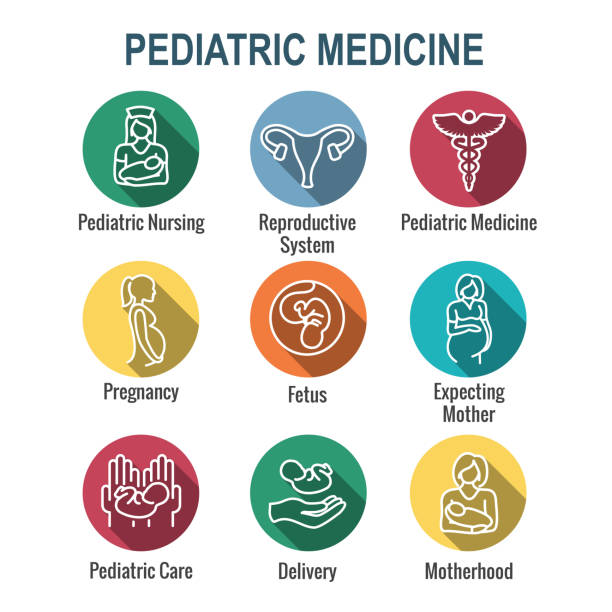 PEDIATRIC MEDICINE
Pediatric Nursing
Reproductive
System
Pediatric Medicine
Pregnancy
Fetus
Expecting
Mother
Pediatric Care
Delivery
Motherhood